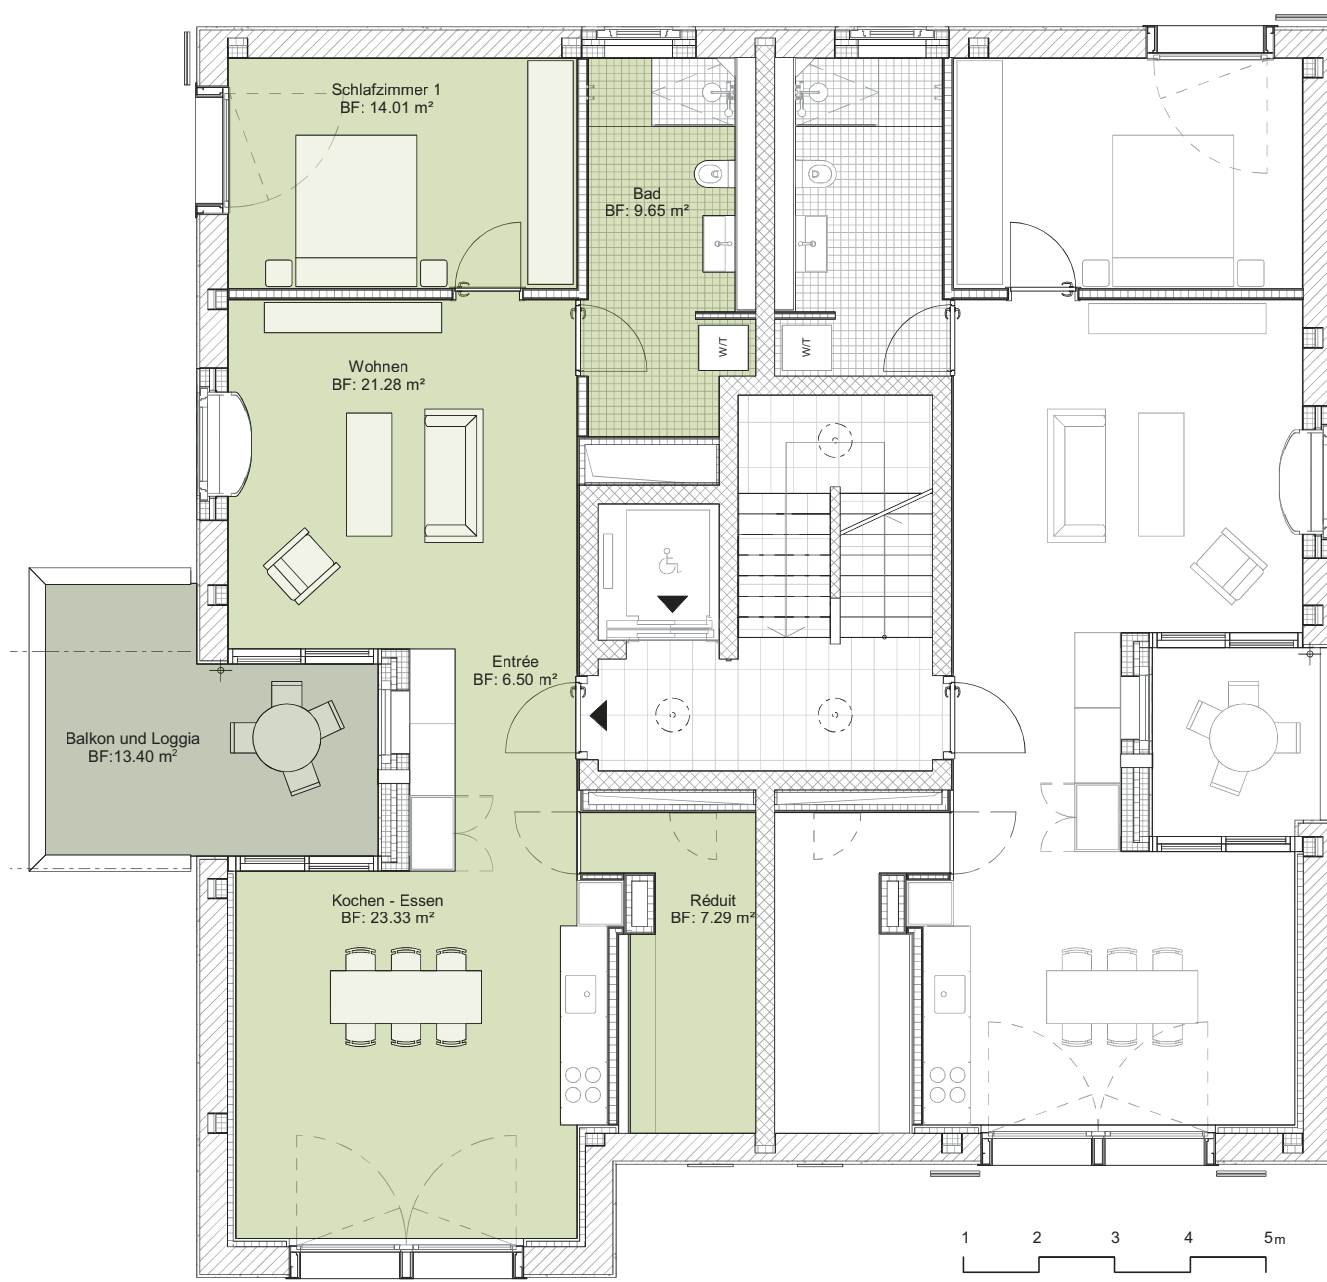 Schlafzimmer 1
BF: 14.01 m²
Bad
BF: 9.65 m²
W/T
W/T
Wohnen
BF: 21.28 m²
Entrée
BF: 6.50 m²
Balkon und Loggia
BF:13.40 m²
Kochen - Essen
BF: 23.33 m²
Réduit
BF: 7.29 m²
1 2 3 4 5m